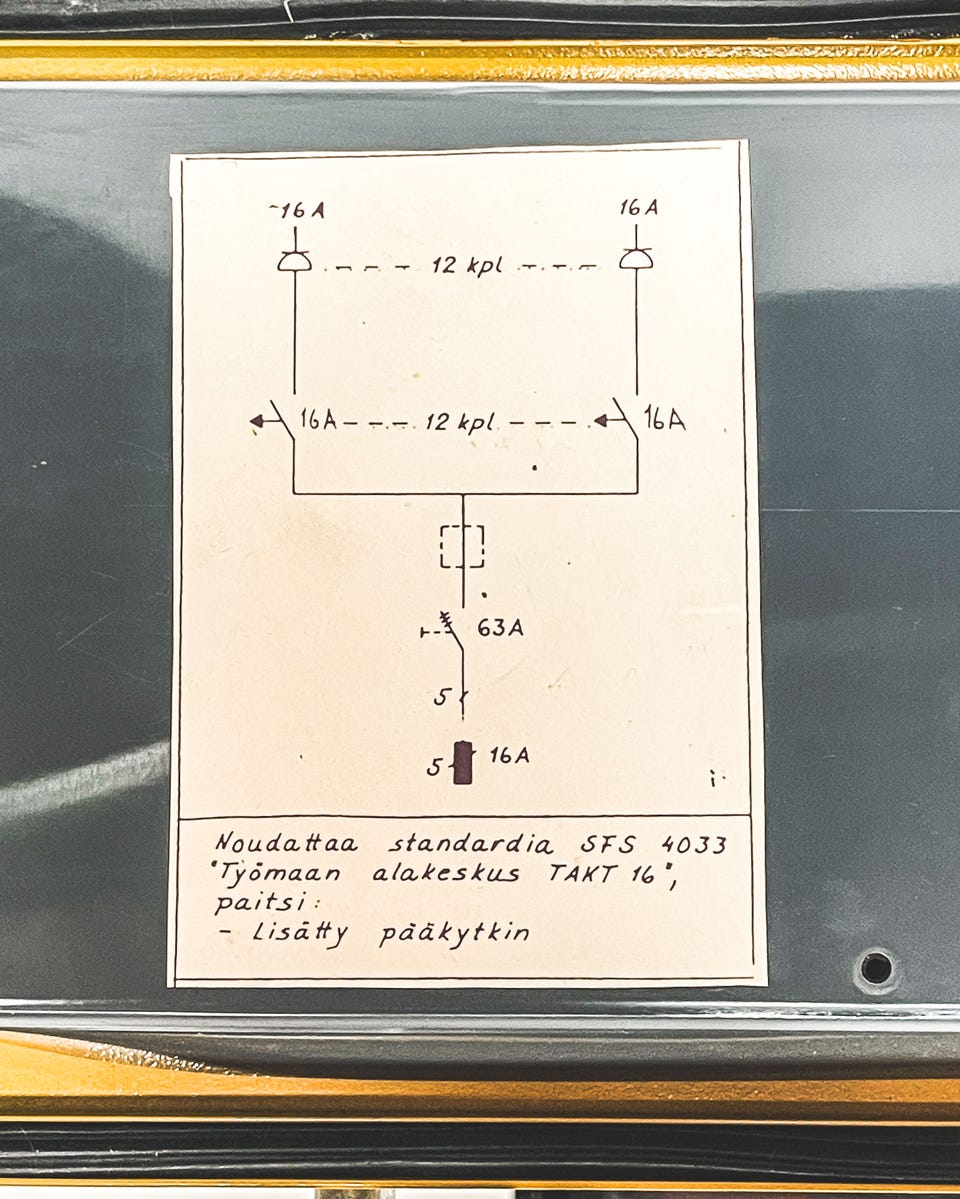 16 A 16 A
12 kpl
16A 12 kpl 16A
63A
5
5 16A
Noudattaa standardia SFS 4033
"Työmaan alakeskus TAKT 16",
paitsi:
- Lisätty pääkytkin